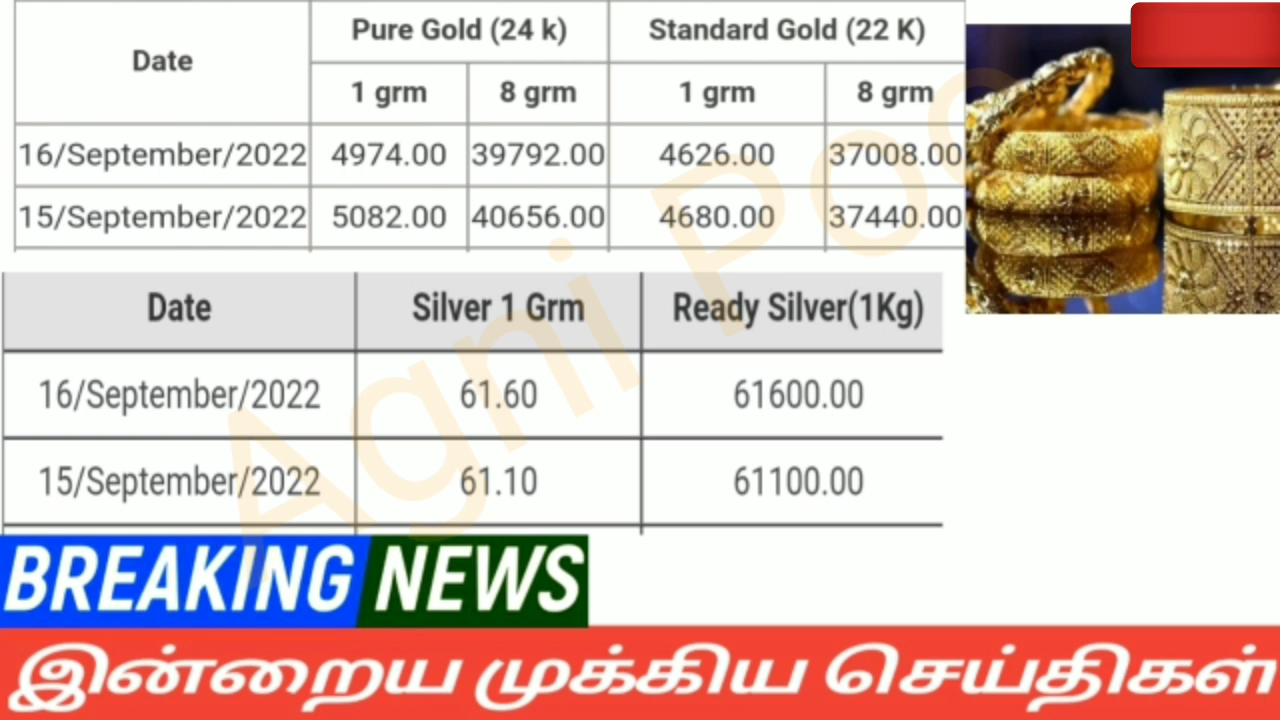 Date Pure Gold (24 k) Standard Gold (22 K)
1 grm 8 grm 1 grm 8 grm
16/September/2022 4974.00 39792.00 4626.00 37008.00
15/September/2022 5082.00 40656.00 4680.00 37440.00
Date Silver 1 Grm Ready Silver(1Kg)
16/September/2022 61.60 61600.00
15/September/2022 61.10 61100.00
Agni Poo
BREAKING NEWS
இன்றைய முக்கிய செய்திகள்